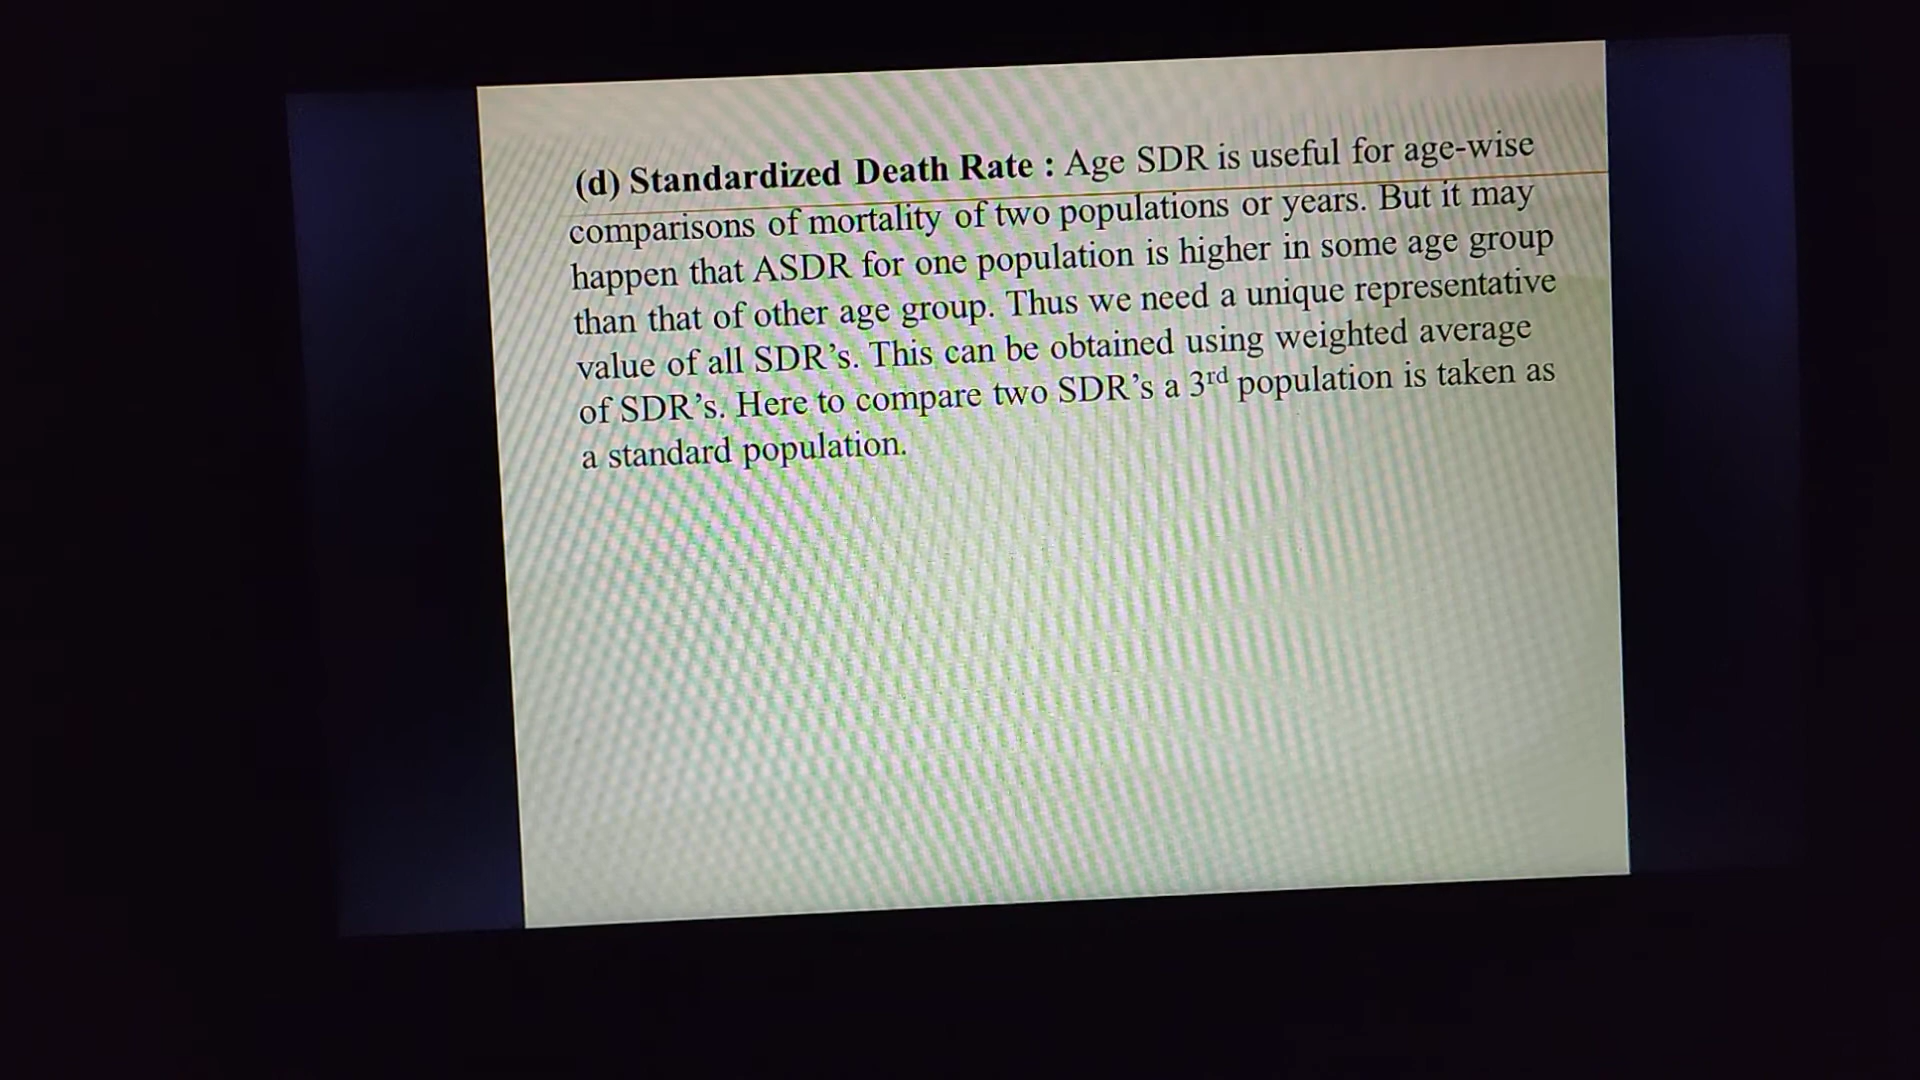 (d) Standardized Death Rate : Age SDR is useful for age-wise
comparisons of mortality of two populations or years. But it may
happen that ASDR for one population is higher in some age group
than that of other age group. Thus we need a unique representative
value of all SDR’s. This can be obtained using weighted average
of SDR’s. Here to compare two SDR’s a 3rd population is taken as
a standard population.